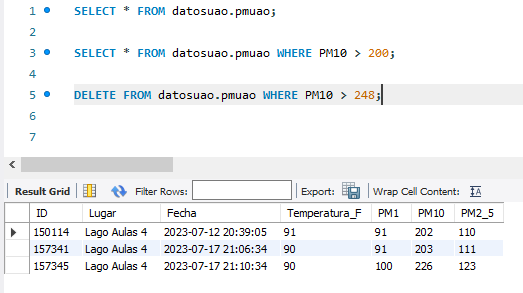 1 SELECT * FROM datosuao.pmuao;
2
3 SELECT * FROM datosuao.pmuao WHERE PM10 > 200;
4
5 DELETE FROM datosuao.pmuao WHERE PM10 > 248;
6
7
Result Grid Filter Rows: Export: Wrap Cell Content:
ID Lugar Fecha Temperatura_F PM1 PM10 PM2_5
150114 Lago Aulas 4 2023-07-12 20:39:05 91 91 202 110
157341 Lago Aulas 4 2023-07-17 21:06:34 90 91 203 111
157345 Lago Aulas 4 2023-07-17 21:10:34 90 100 226 123